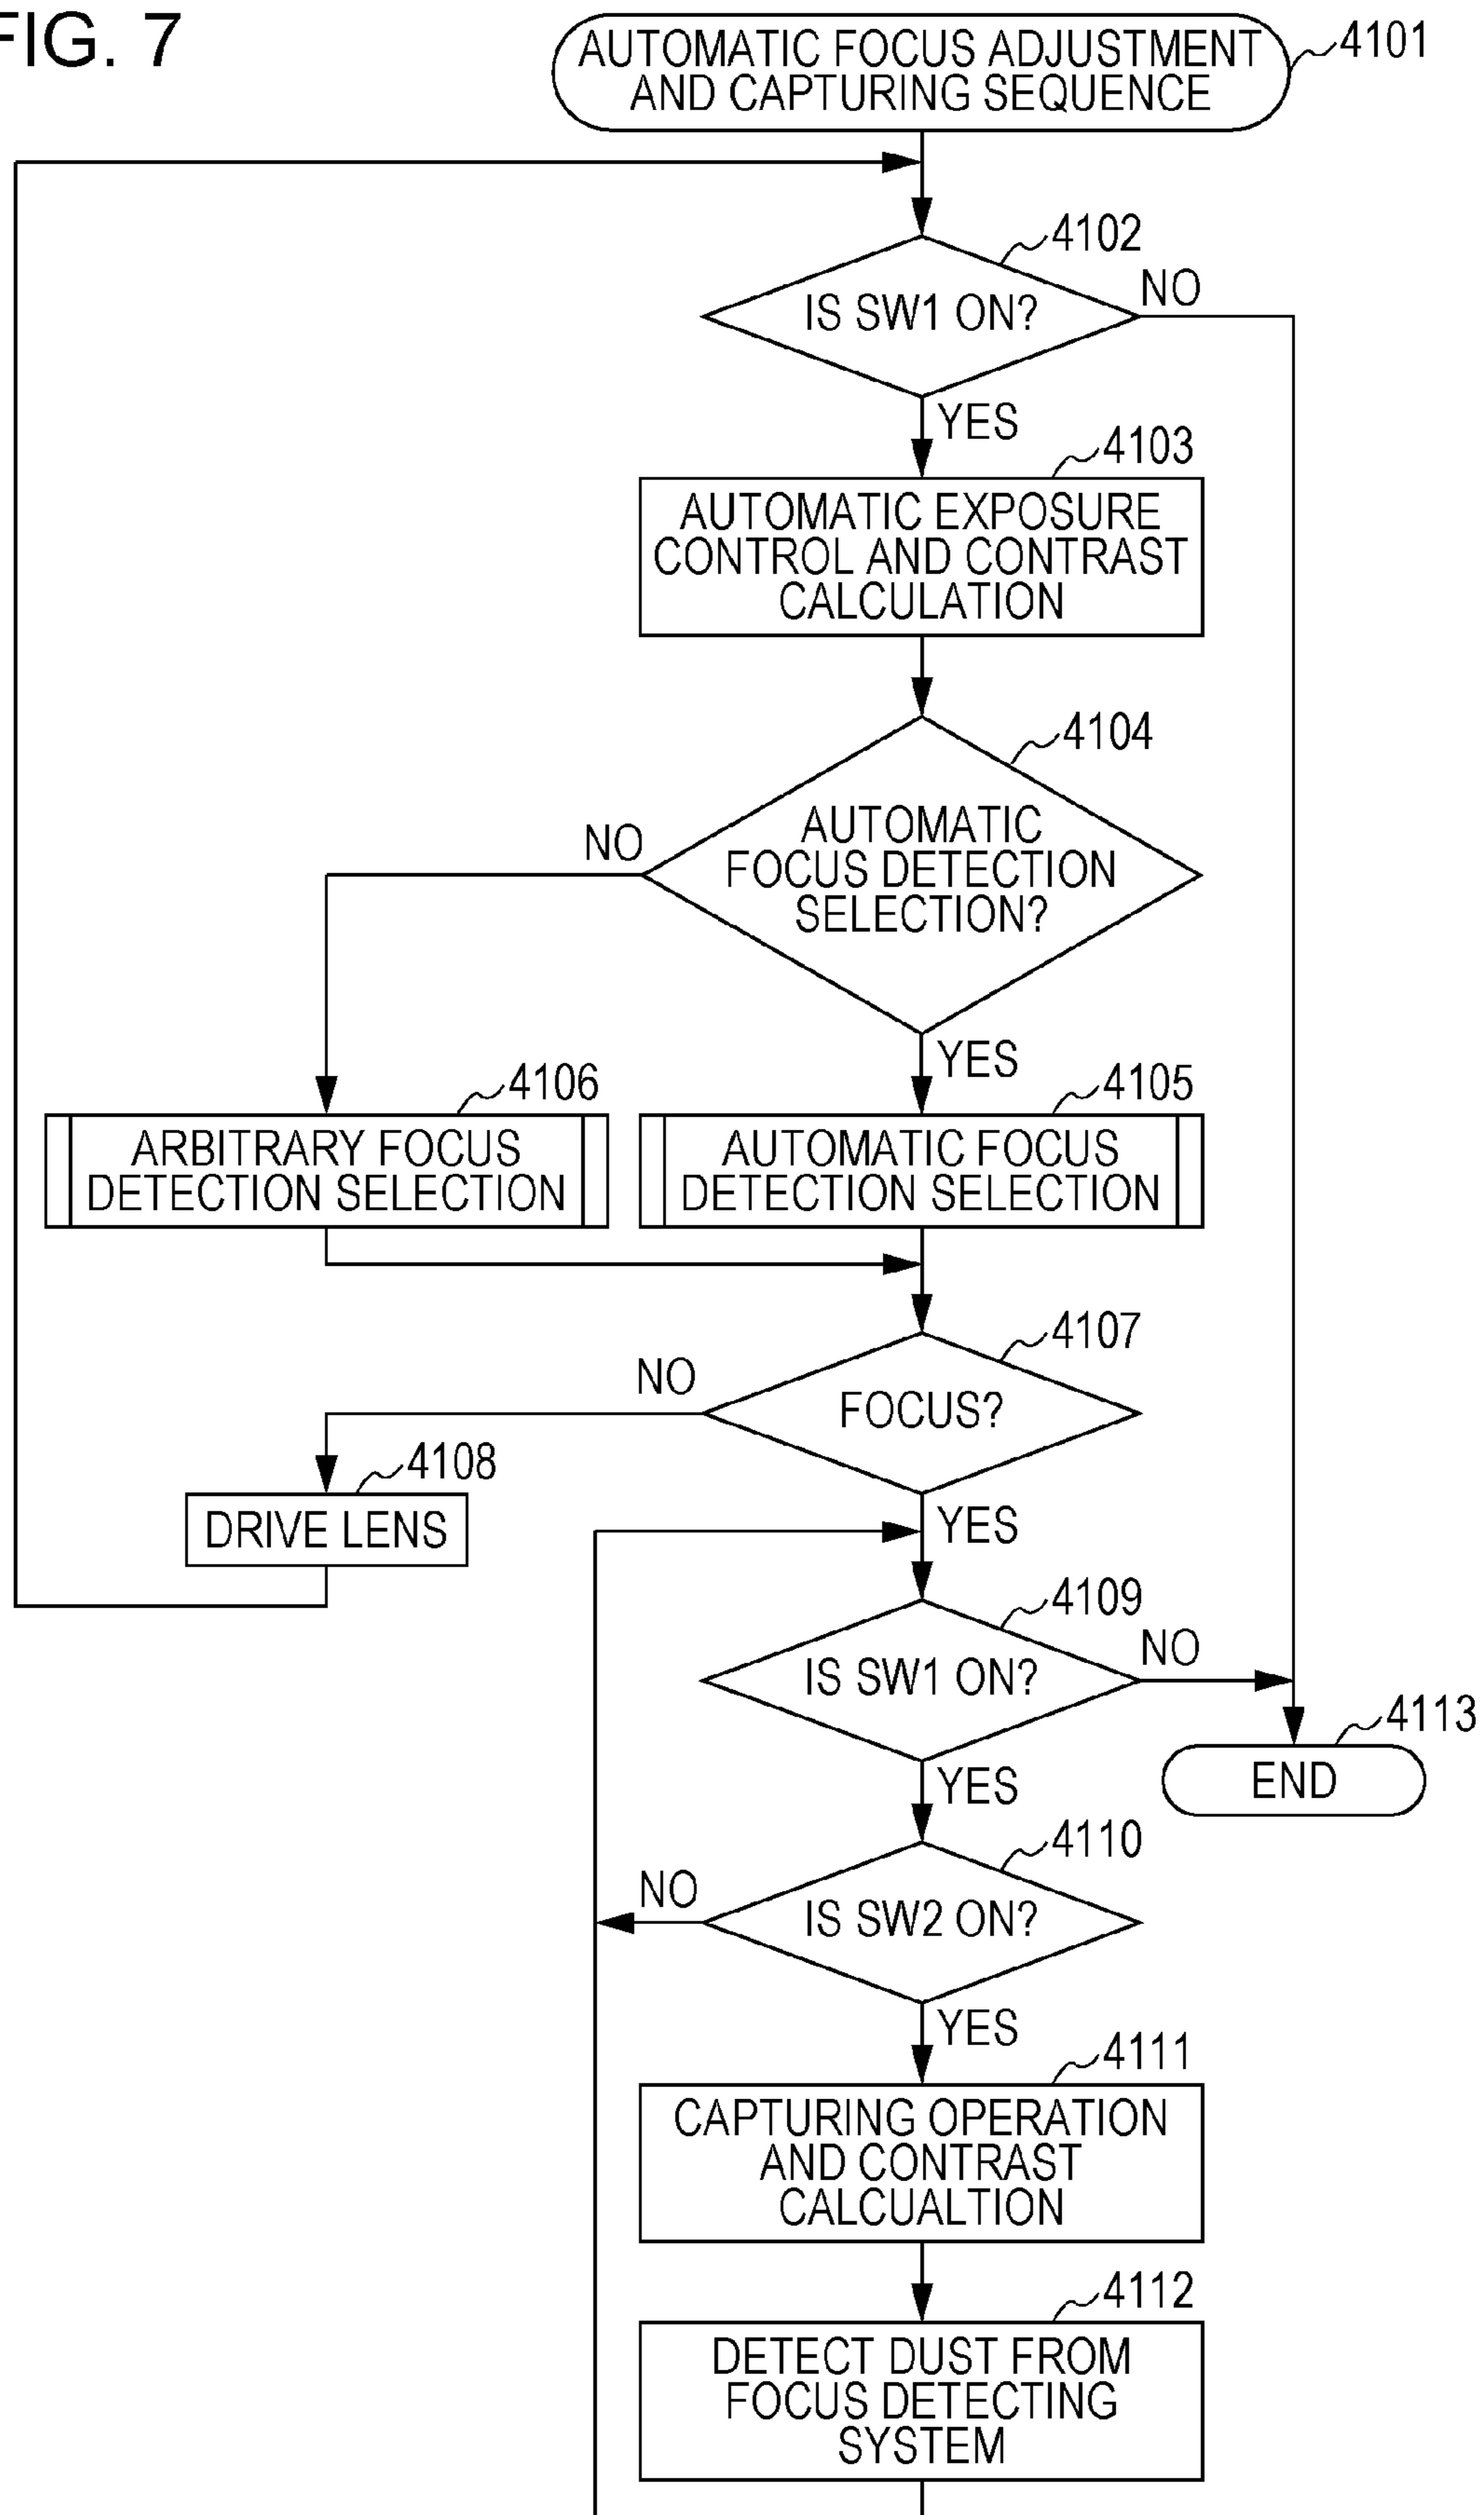 FIG. 7
AUTOMATIC FOCUS ADJUSTMENT
AND CAPTURING SEQUENCE
4101
4102
IS SW1 ON?
NO
YES
4103
AUTOMATIC EXPOSURE
CONTROL AND CONTRAST
CALCULATION
4104
AUTOMATIC
FOCUS DETECTION
SELECTION?
NO
YES
4106
ARBITRARY FOCUS
DETECTION SELECTION
4105
AUTOMATIC FOCUS
DETECTION SELECTION
4107
FOCUS?
NO
4108
DRIVE LENS
YES
4109
IS SW1 ON?
NO
4113
END
YES
4110
IS SW2 ON?
NO
YES
4111
CAPTURING OPERATION
AND CONTRAST
CALCUALTION
4112
DETECT DUST FROM
FOCUS DETECTING
SYSTEM